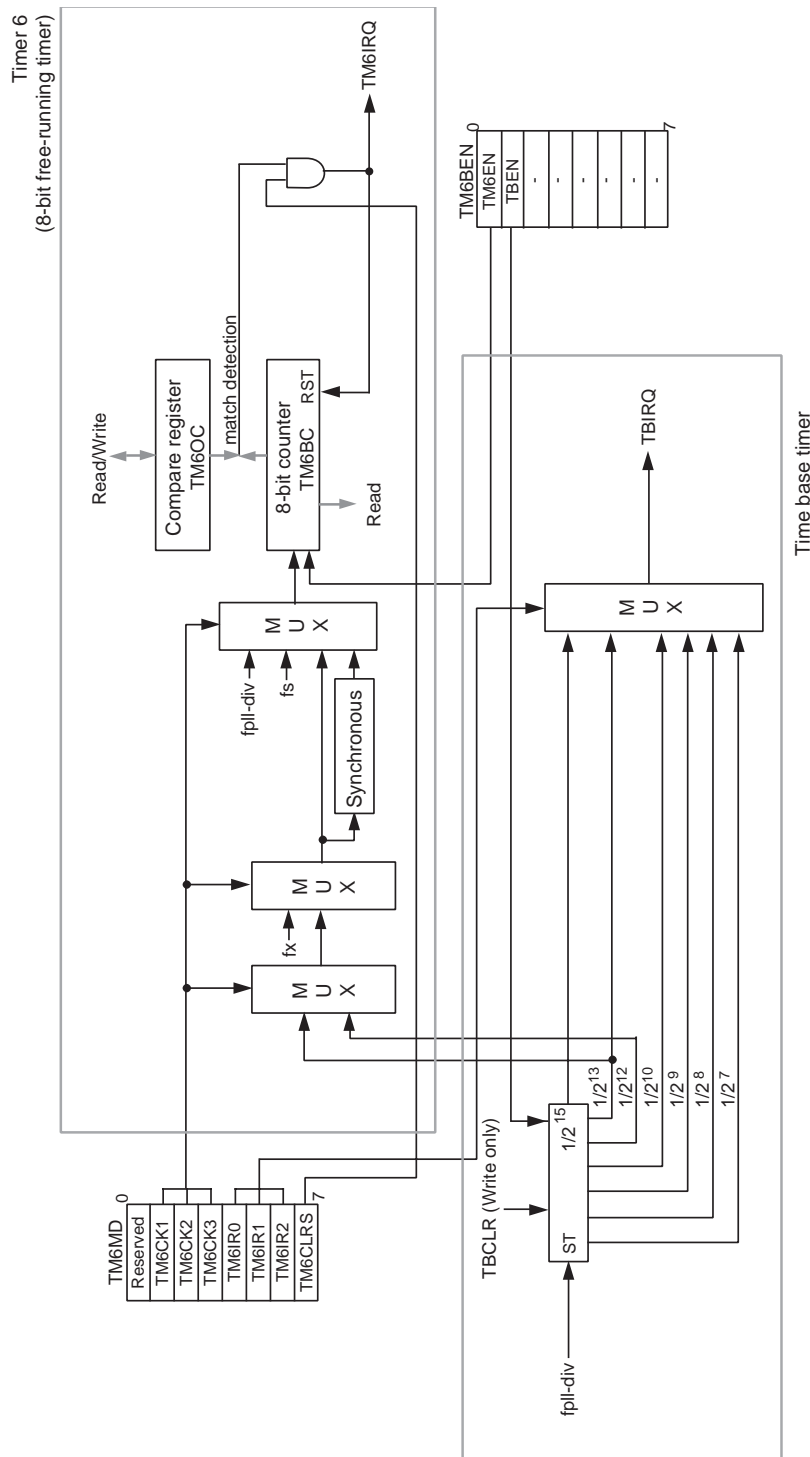 Timer 6
(8-bit free-running timer)
TM6MD
0
Reserved
TM6CK1
TM6CK2
TM6CK3
TM6IR0
TM6IR1
TM6IR2
TM6CLRS
7
M
U
X
fx
M
U
X
Synchronous
fpll-div
fs
M
U
X
Read/Write
Compare register
TM6OC
match detection
8-bit counter
TM6BC
RST
Read
TM6IRQ
TM6BEN
0
TM6EN
TBEN
-
-
-
-
-
-
7
TBCLR (Write only)
fpll-div
ST
1/2 15
1/2 13
1/2 12
1/2 10
1/2 9
1/2 8
1/2 7
M
U
X
TBIRQ
Time base timer